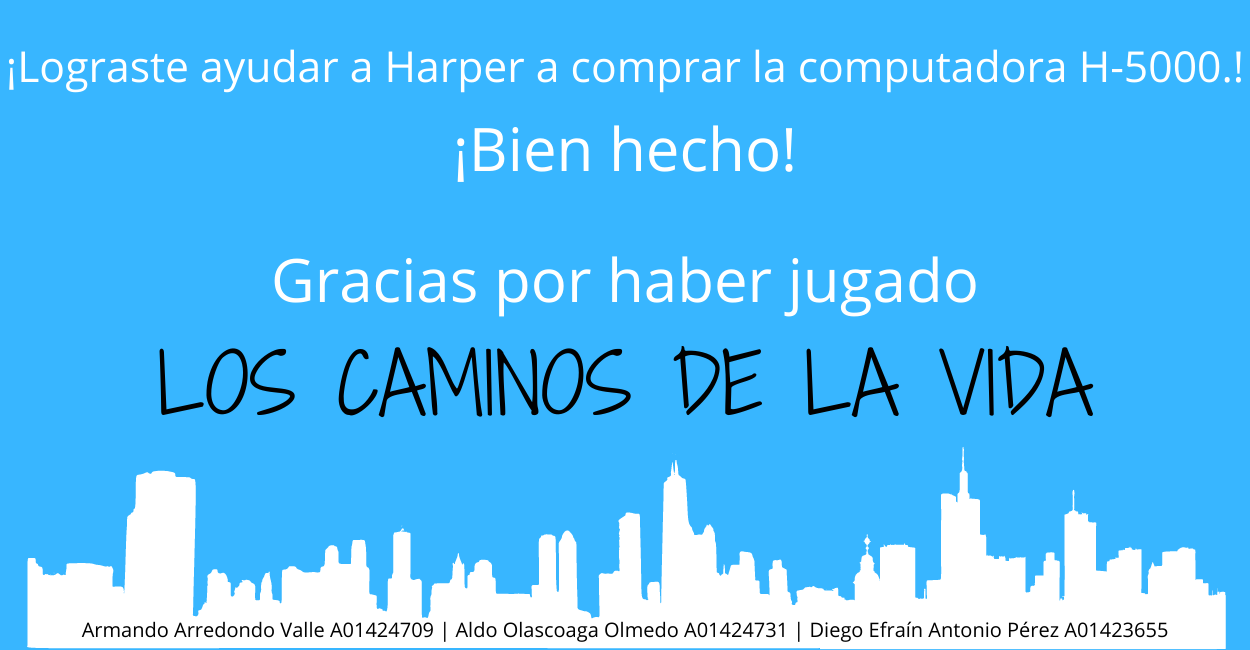 ¡Lograste ayudar a Harper a comprar la computadora H-5000.!
¡Bien hecho!
Gracias por haber jugado
LOS CAMINOS DE LA VIDA
Armando Arredondo Valle A01424709 | Aldo Olascoaga Olmedo A01424731 | Diego Efraín Antonio Pérez A01423655